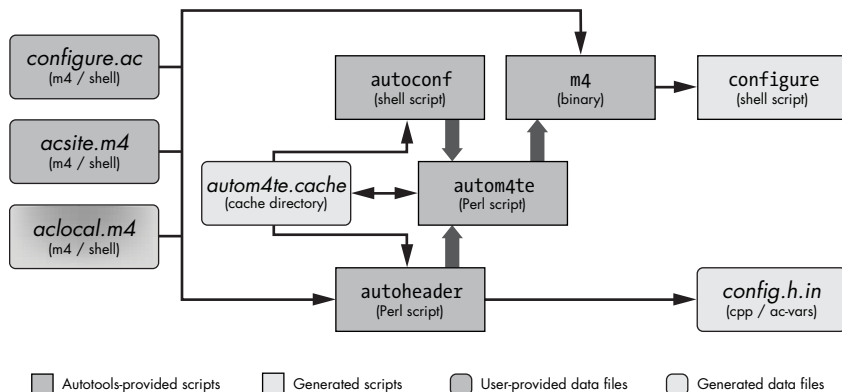 configure.ac
(m4 / shell)
acsite.m4
(m4 / shell)
aclocal.m4
(m4 / shell)
autoconf
(shell script)
m4
(binary)
configure
(shell script)
autom4te.cache
(cache directory)
autom4te
(Perl script)
autoheader
(Perl script)
config.h.in
(cpp / ac-vars)
Autotools-provided scripts
Generated scripts
User-provided data files
Generated data files